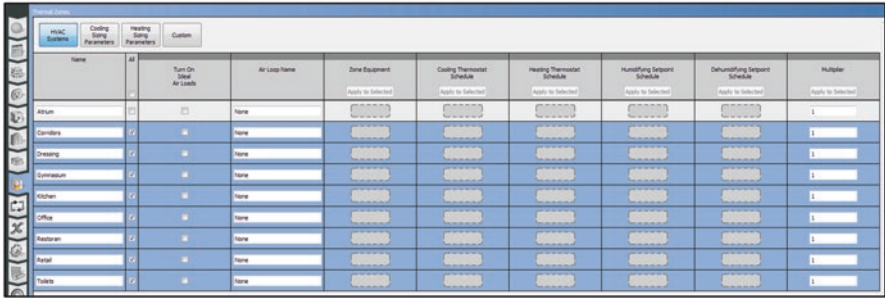 Thermal Zones
HVAC Systems
Cooling Sizing Parameters
Heating Sizing Parameters
Custom
Name All Turn On Ideal Air Loads Air Loop Name Zone Equipment Cooling Thermostat Schedule Heating Thermostat Schedule Humidifying Setpoint Schedule Dehumidifying Setpoint Schedule Multiplier
Apply to Selected Apply to Selected Apply to Selected Apply to Selected Apply to Selected Apply to Selected
Atrium None 1
Corridors None 1
Dressing None 1
Gymnasium None 1
Kitchen None 1
Office None 1
Restoran None 1
Retail None 1
Toilets None 1